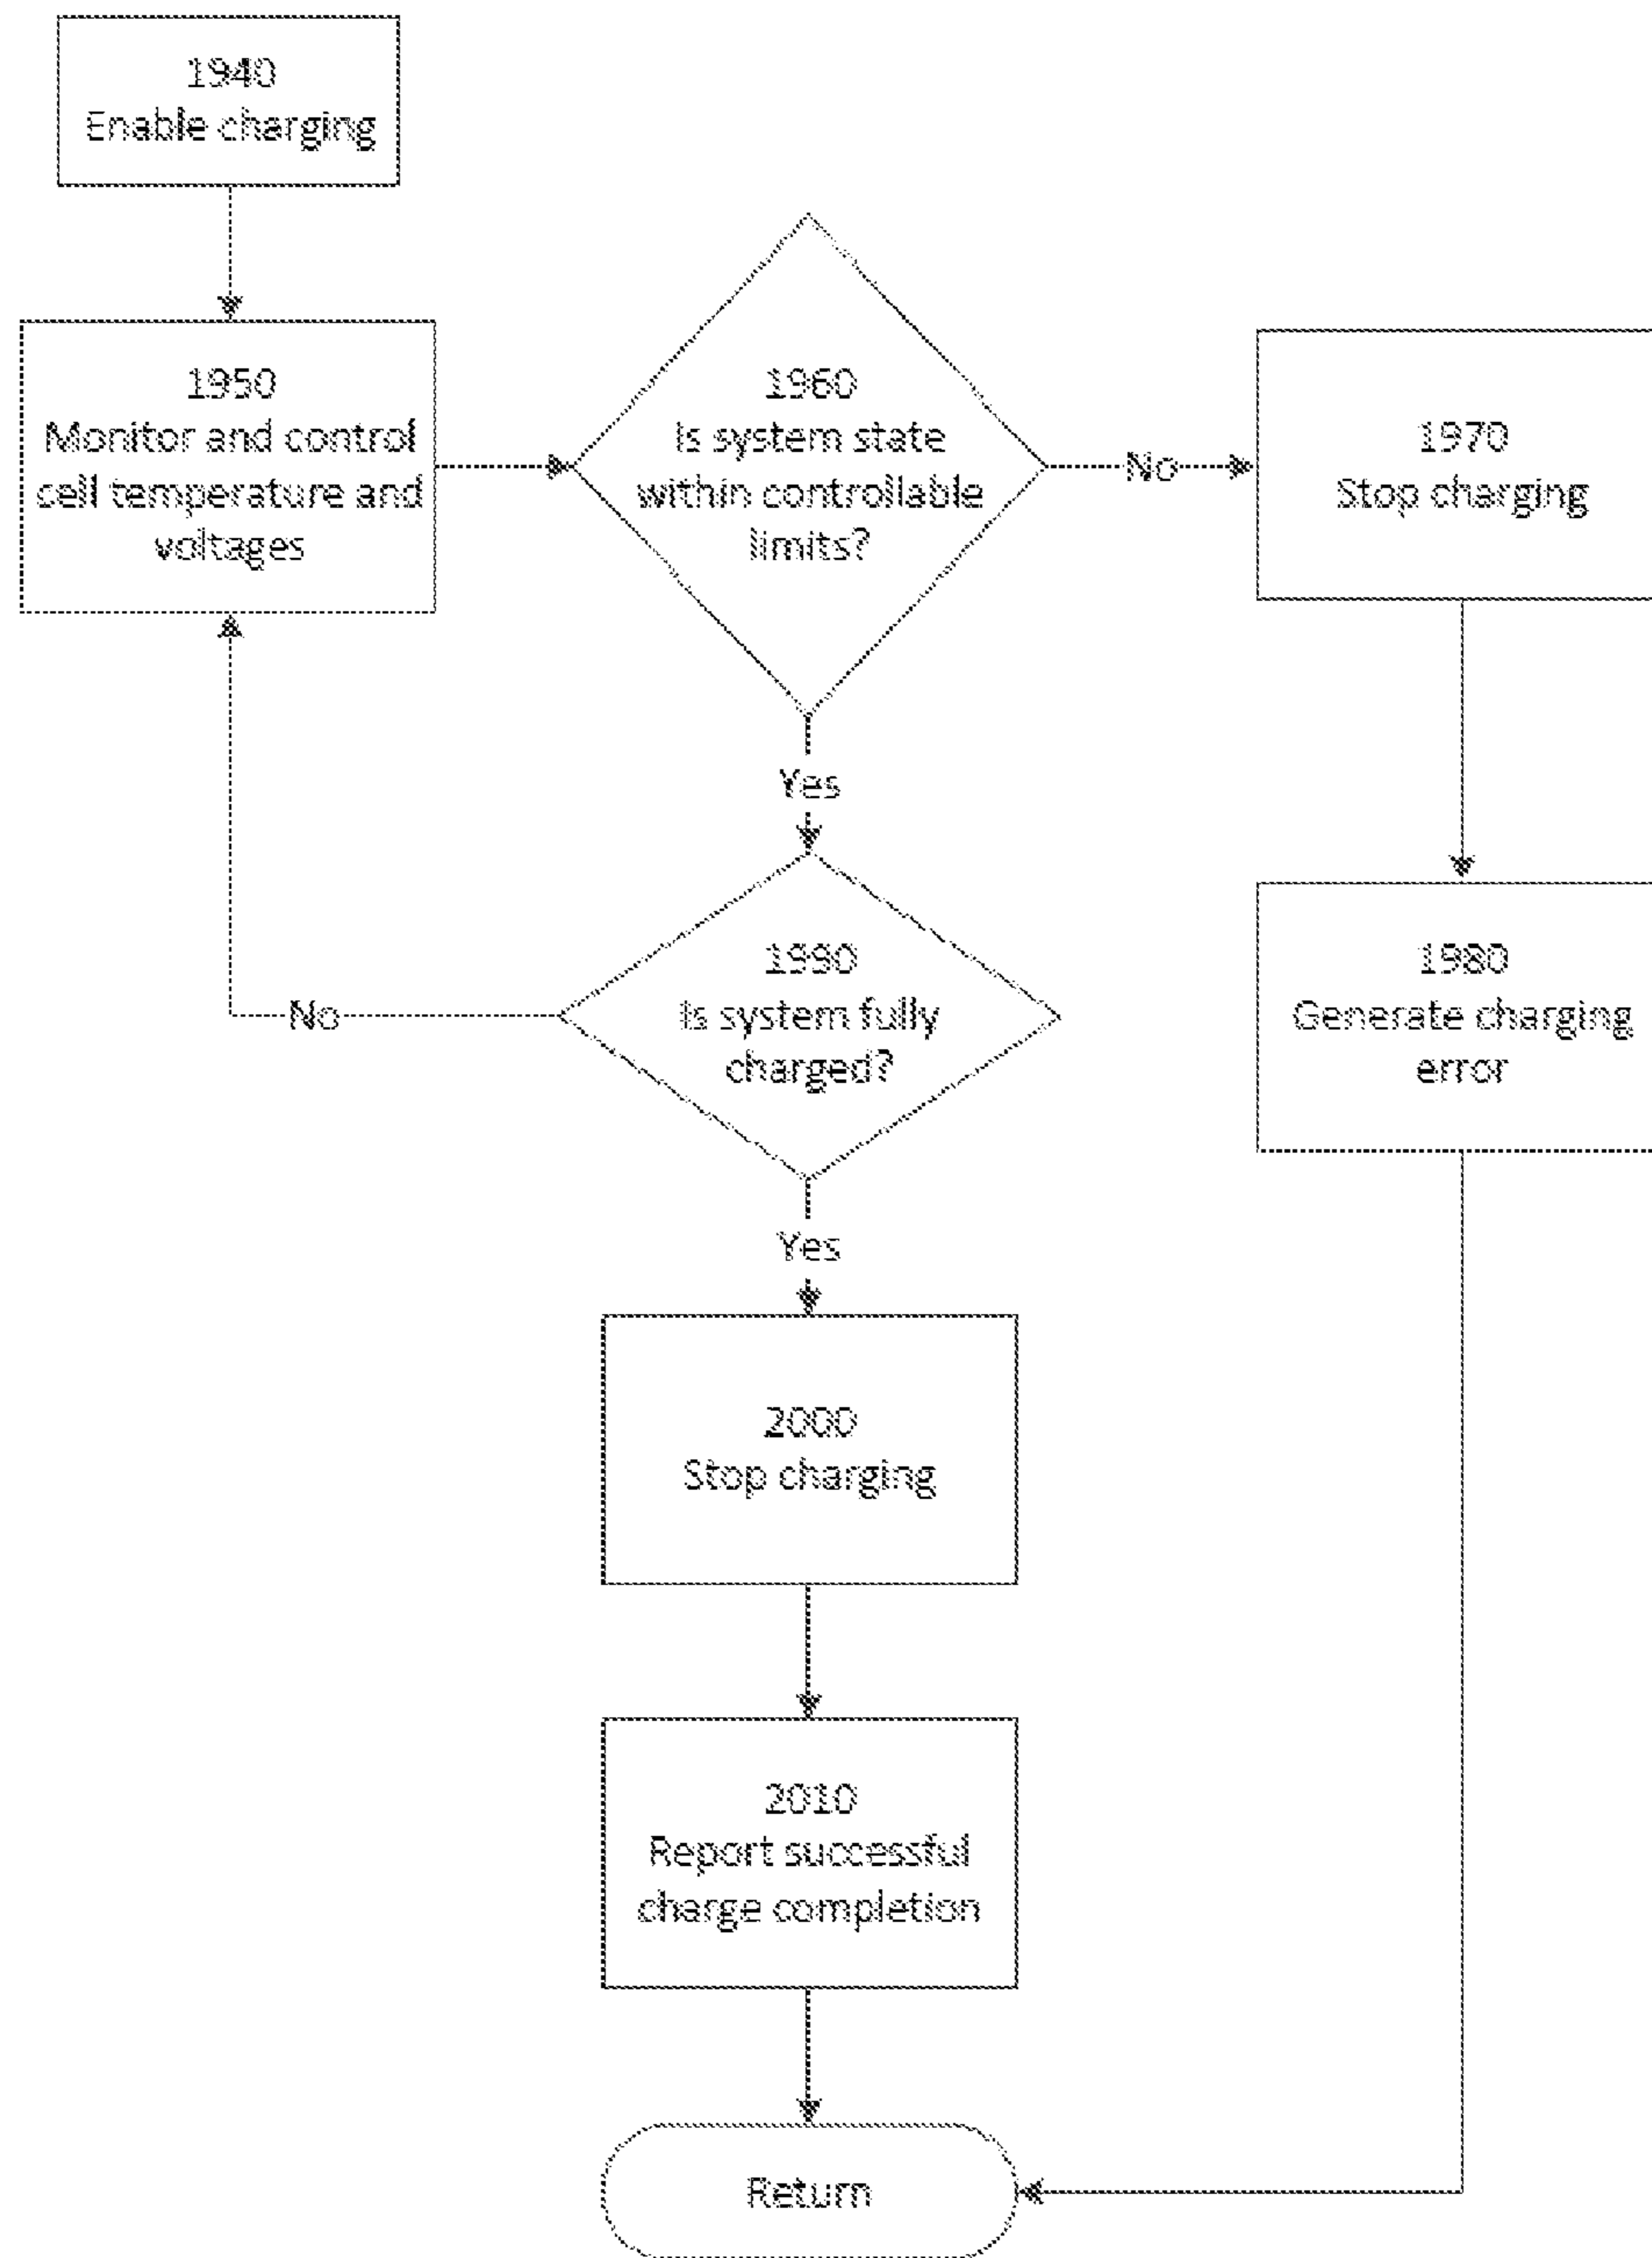 1940
Enable charging
1950
Monitor and control
cell temperature and
voltages
1960
Is system state
within controllable
limits?
No
1970
Stop charging
Yes
1990
Is system fully
charged?
No
1980
Generate charging
error
Yes
2000
Stop charging
2010
Report successful
charge completion
Return